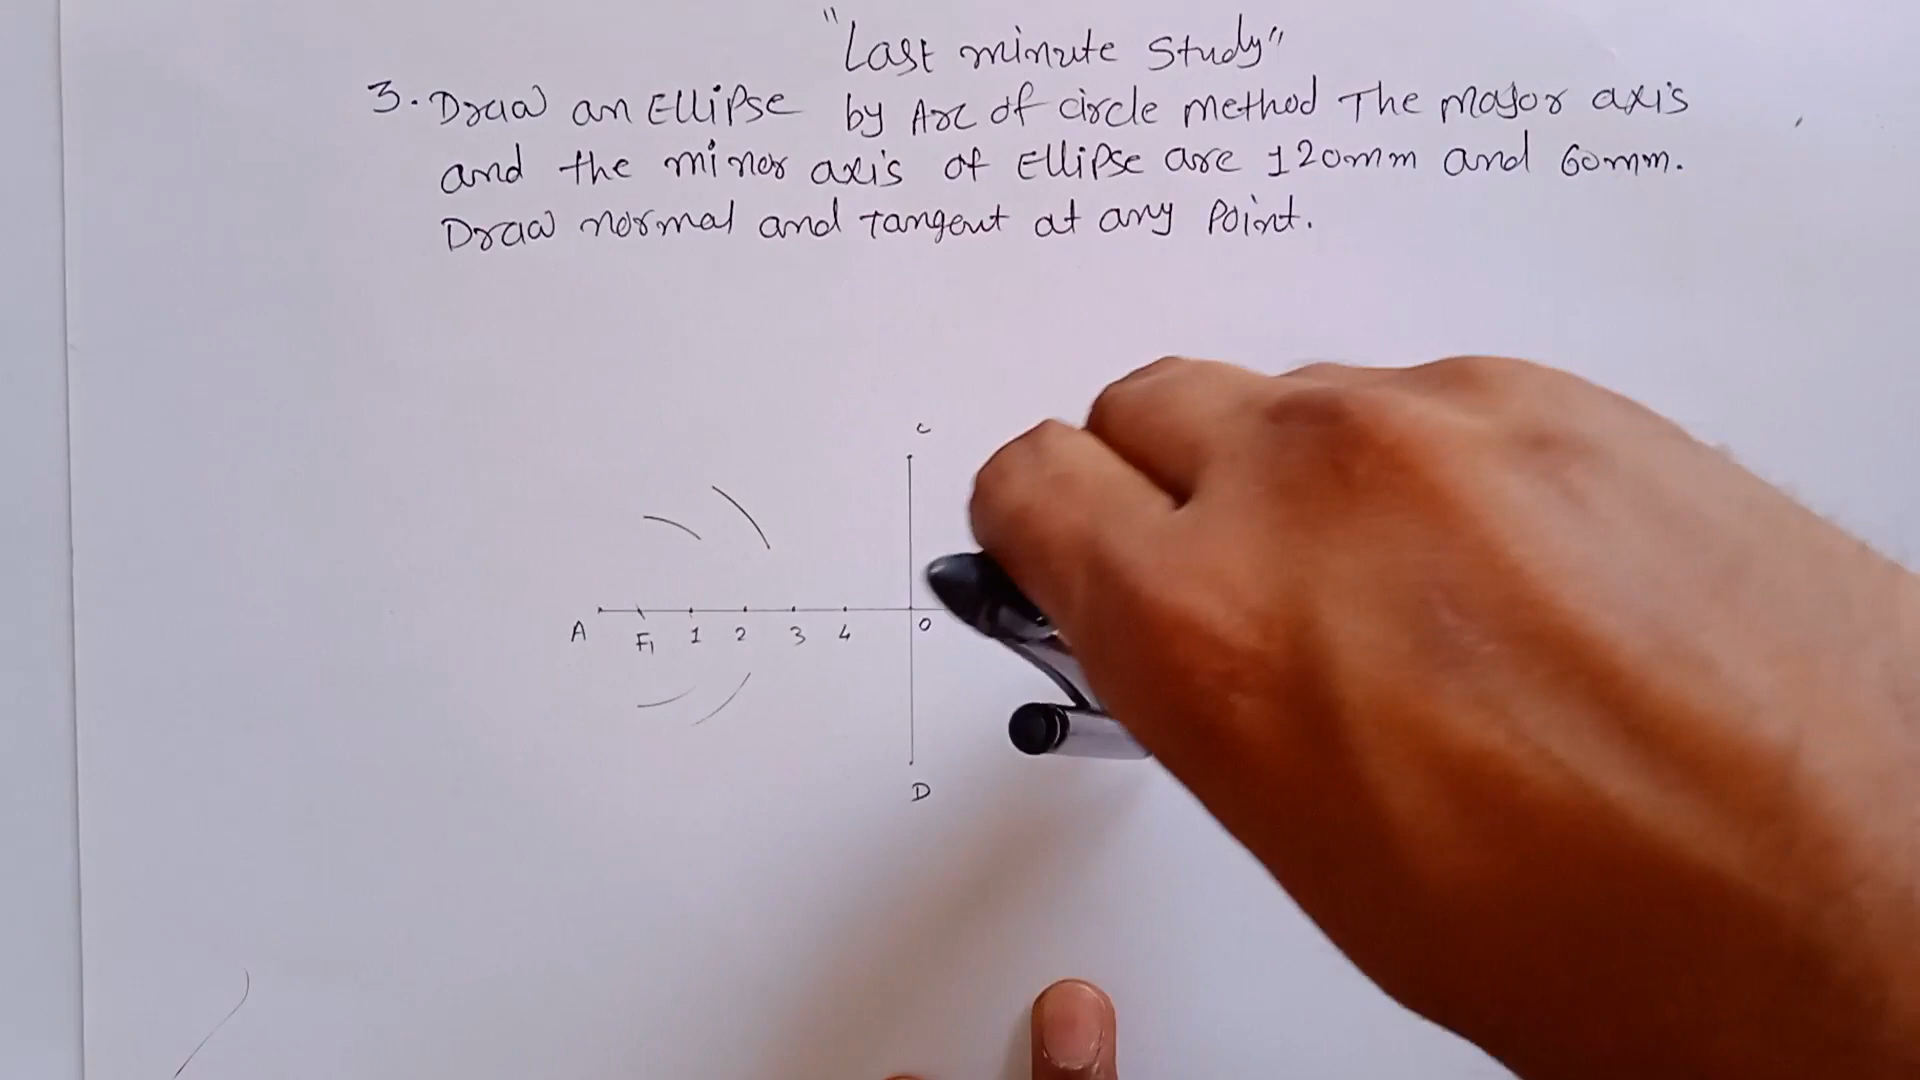 "Last minute study"
3. Draw an Ellipse by Arc of circle method The major axis
and the minor axis of Ellipse are 120mm and 60mm.
Draw normal and Tangent at any Point.
C
A F1 1 2 3 4 O
D